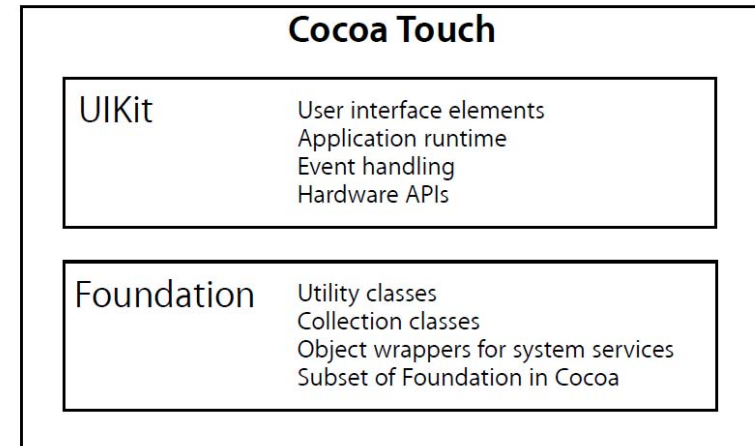 Cocoa Touch
UIKit
User interface elements
Application runtime
Event handling
Hardware APIs
Foundation
Utility classes
Collection classes
Object wrappers for system services
Subset of Foundation in Cocoa